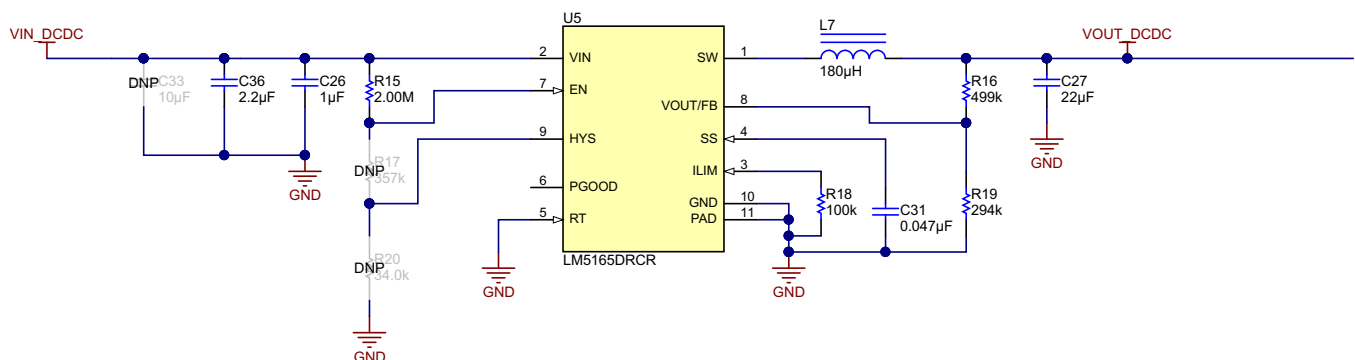 VIN_DCDC
DNP
C33
10µF
C36
2.2µF
C26
1µF
R15
2.00M
GND
DNP
R17
357k
DNP
R20
34.0k
GND
GND
U5
2
VIN
7
EN
9
HYS
6
PGOOD
5
RT
SW
1
VOUT/FB
8
SS
4
ILIM
3
GND
10
PAD
11
LM5165DRCR
L7
180µH
R18
100k
C31
0.047µF
GND
R16
499k
R19
294k
C27
22µF
GND
VOUT_DCDC